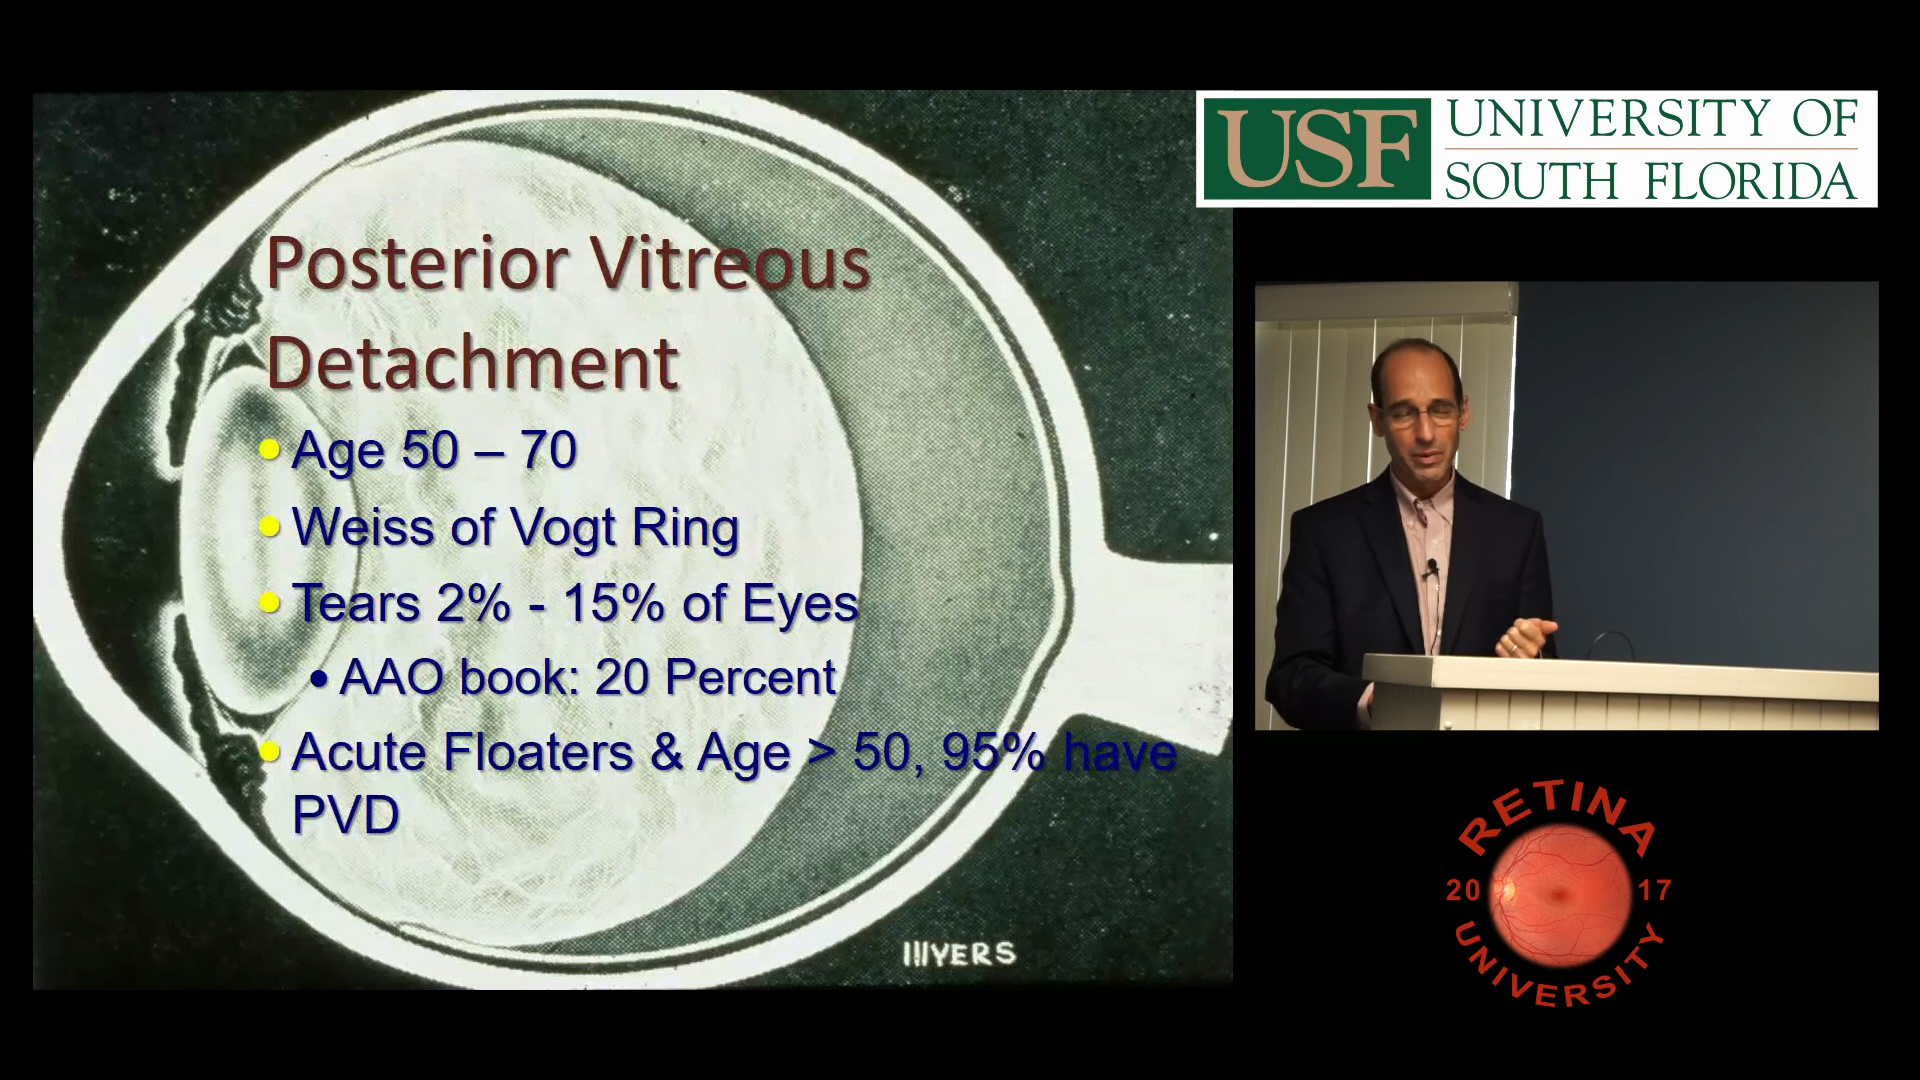 Posterior Vitreous
Detachment
Age 50 – 70
Weiss of Vogt Ring
Tears 2% - 15% of Eyes
AAO book: 20 Percent
Acute Floaters & Age > 50, 95% have
PVD
IIIVERS
USF
UNIVERSITY OF
SOUTH FLORIDA
RETINA
20 17
UNIVERSITY